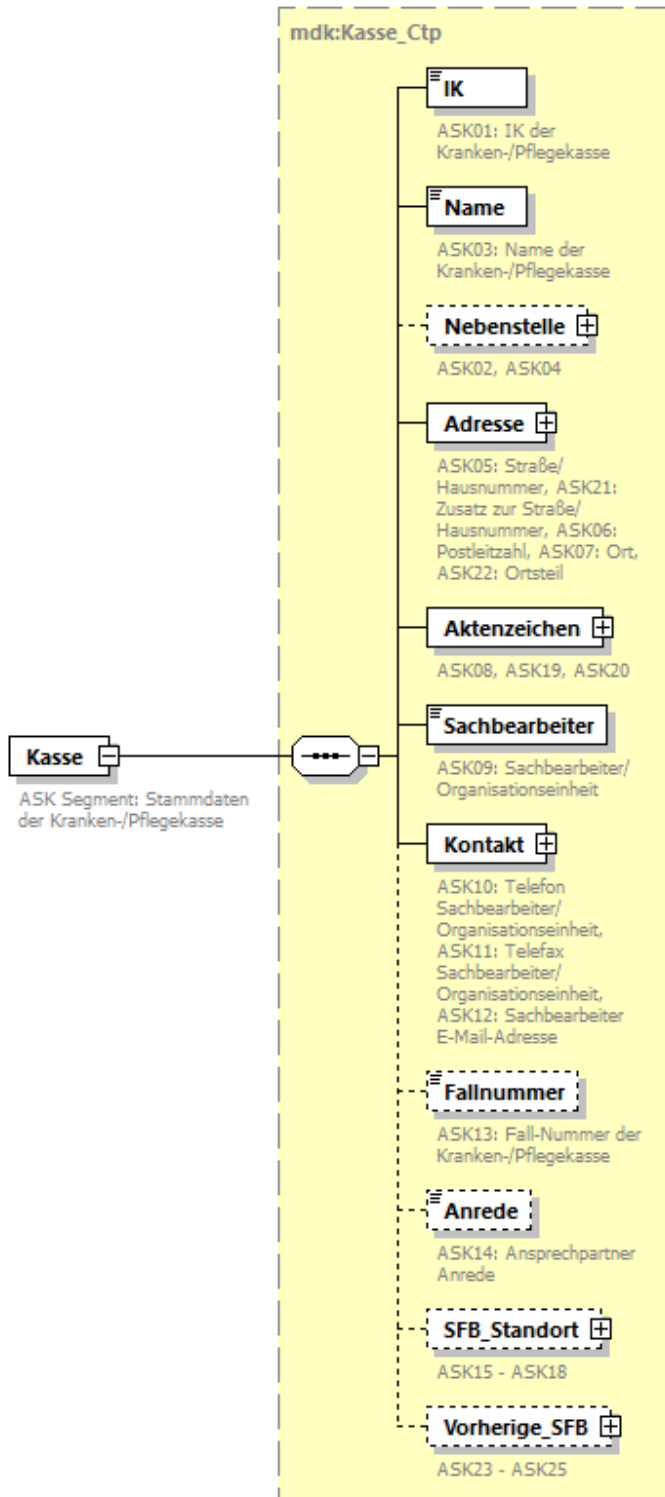 mdk:Kasse_Ctp
IK
ASK01: IK der
Kranken-/Pflegekasse
Name
ASK03: Name der
Kranken-/Pflegekasse
Nebenstelle
ASK02, ASK04
Adresse
ASK05: Straße/
Hausnummer, ASK21:
Zusatz zur Straße/
Hausnummer, ASK06:
Postleitzahl, ASK07: Ort,
ASK22: Ortsteil
Aktenzeichen
ASK08, ASK19, ASK20
Sachbearbeiter
ASK09: Sachbearbeiter/
Organisationseinheit
Kasse
ASK Segment: Stammdaten
der Kranken-/Pflegekasse
Kontakt
ASK10: Telefon
Sachbearbeiter/
Organisationseinheit,
ASK11: Telefax
Sachbearbeiter/
Organisationseinheit,
ASK12: Sachbearbeiter
E-Mail-Adresse
Fallnummer
ASK13: Fall-Nummer der
Kranken-/Pflegekasse
Anrede
ASK14: Ansprechpartner
Anrede
SFB_Standort
ASK15 - ASK18
Vorherige_SFB
ASK23 - ASK25